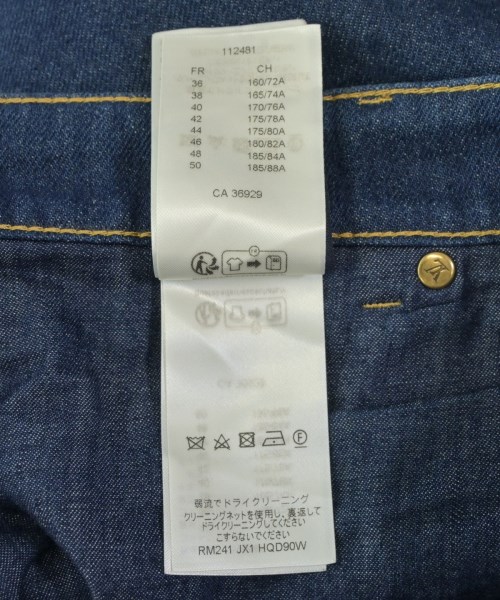 112481
FR CH
36 160/72A
38 165/74A
40 170/76A
42 175/78A
44 175/80A
46 180/82A
48 185/84A
50 185/88A
CA 36929
弱流でドライクリーニング
クリーニングネットを使用し、裏返して
ドライクリーニングしてください
こすらないでください
RM241 JX1 HQD90W